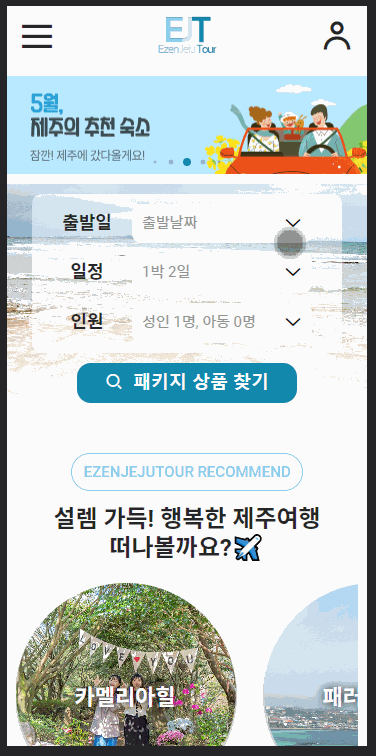 EJT
EzenJeJuTour
5월,
제주의 추천 숙소
잠깐! 제주에 갔다올게요!
출발일 출발날짜
일정 1박 2일
인원 성인 1명, 아동 0명
패키지 상품 찾기
EZENJEJUTOUR RECOMMEND
설렘 가득! 행복한 제주여행
떠나볼까요?✈️
LOVE YOU
카멜리아힐